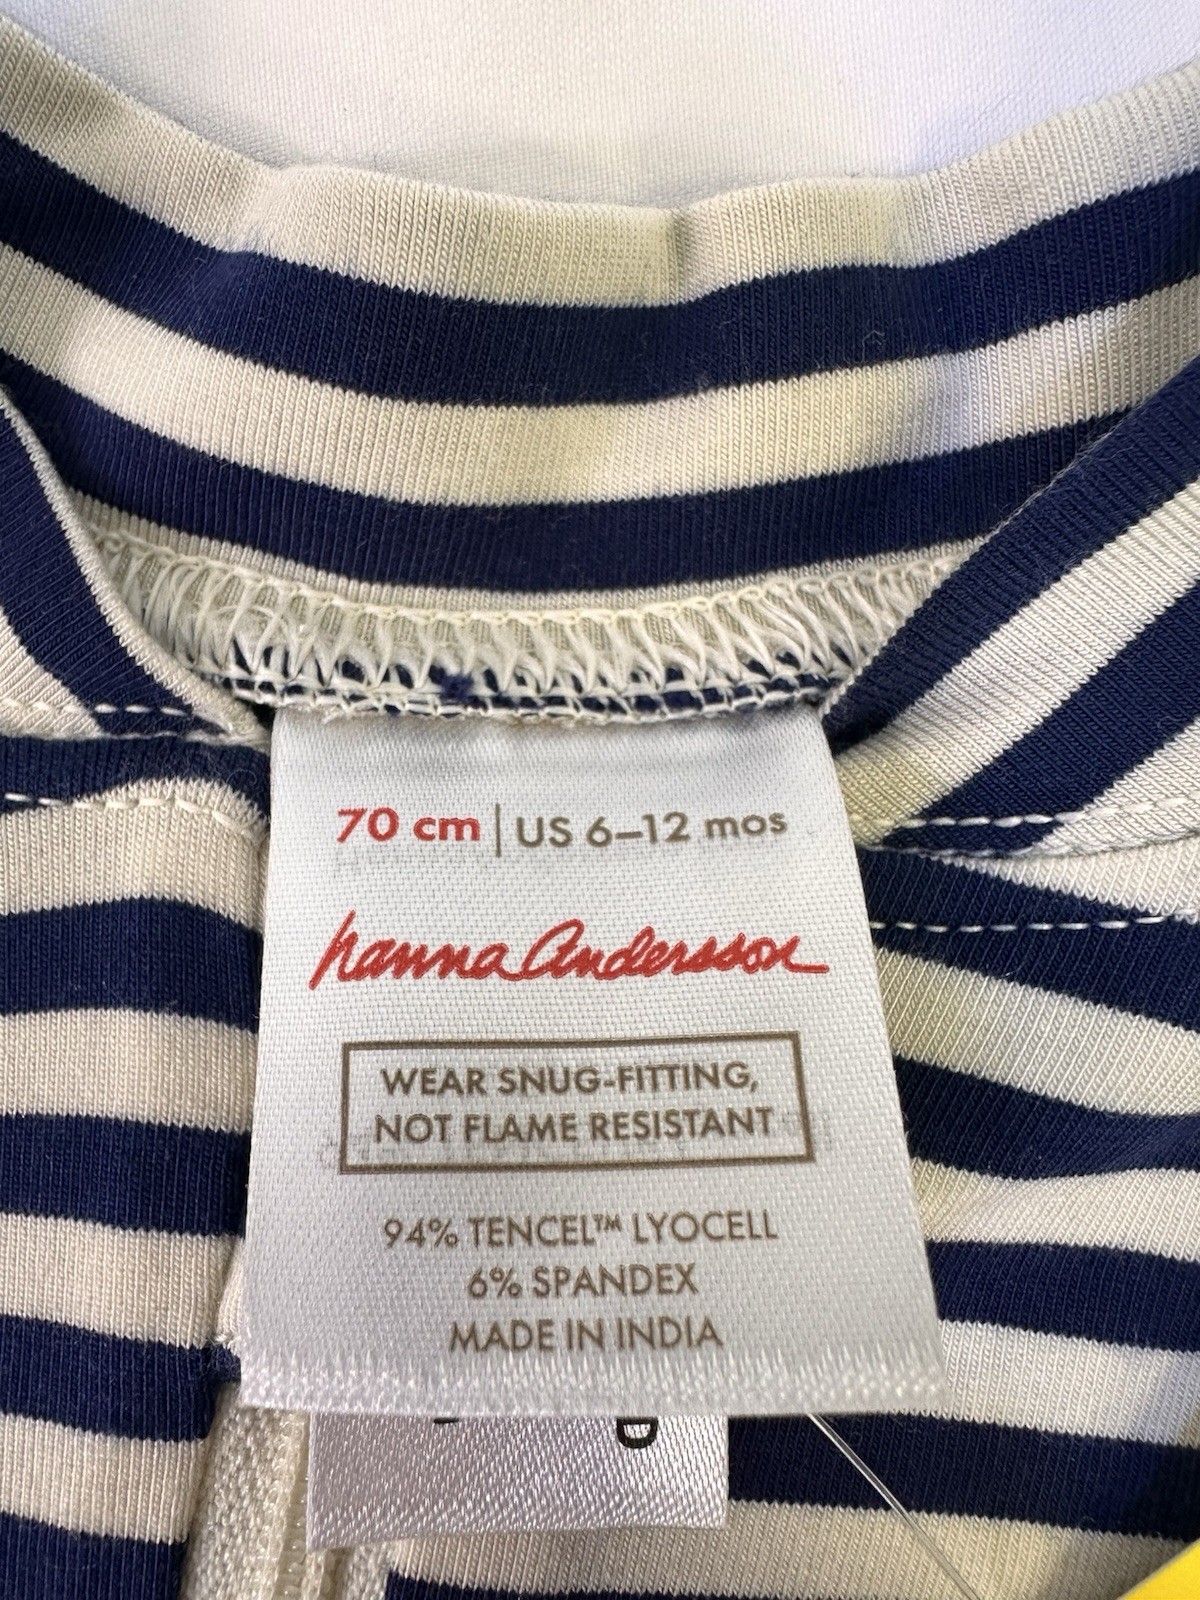 70 cm | US 6–12 mos
hanna Andersson
WEAR SNUG-FITTING,
NOT FLAME RESISTANT
94% TENCEL™ LYOCELL
6% SPANDEX
MADE IN INDIA
D